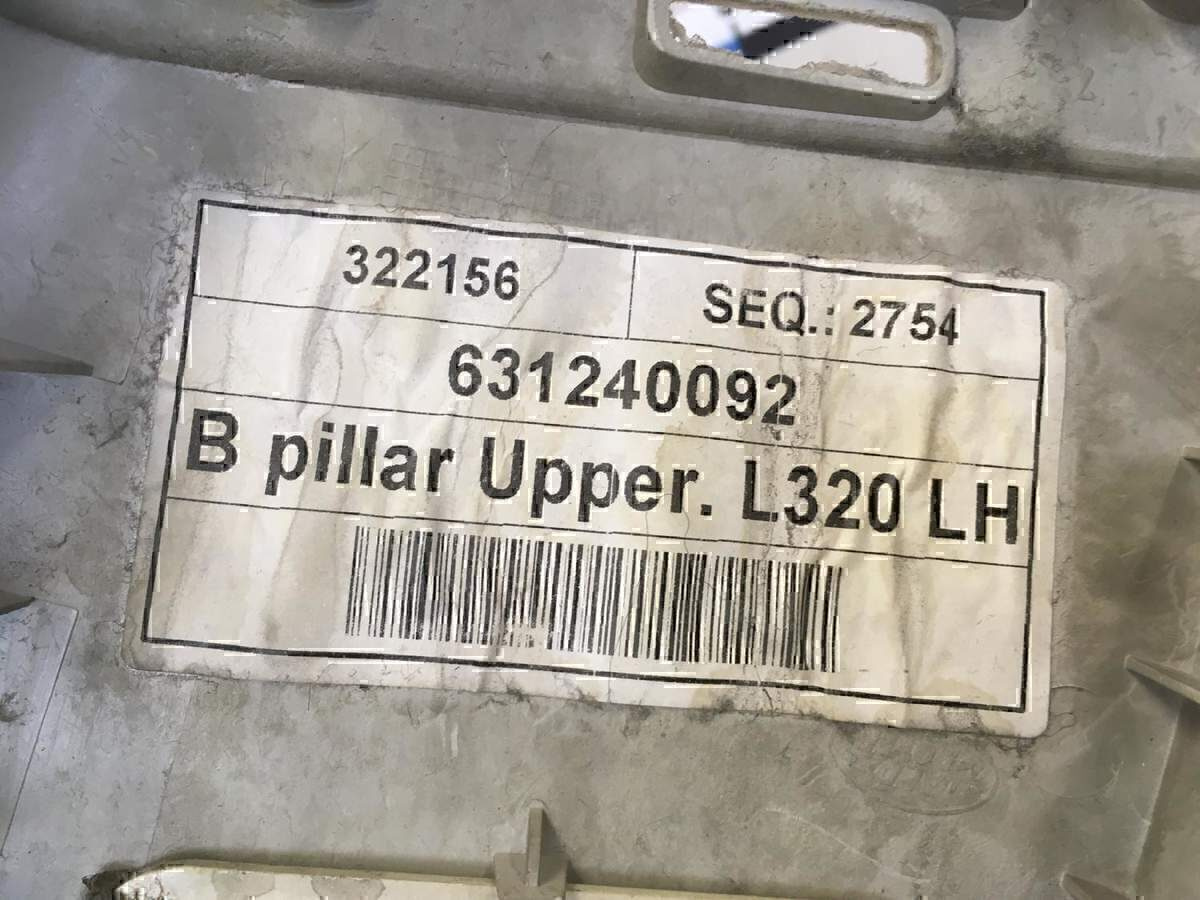 322156 SEQ.: 2754
631240092
B pillar Upper. L320 LH